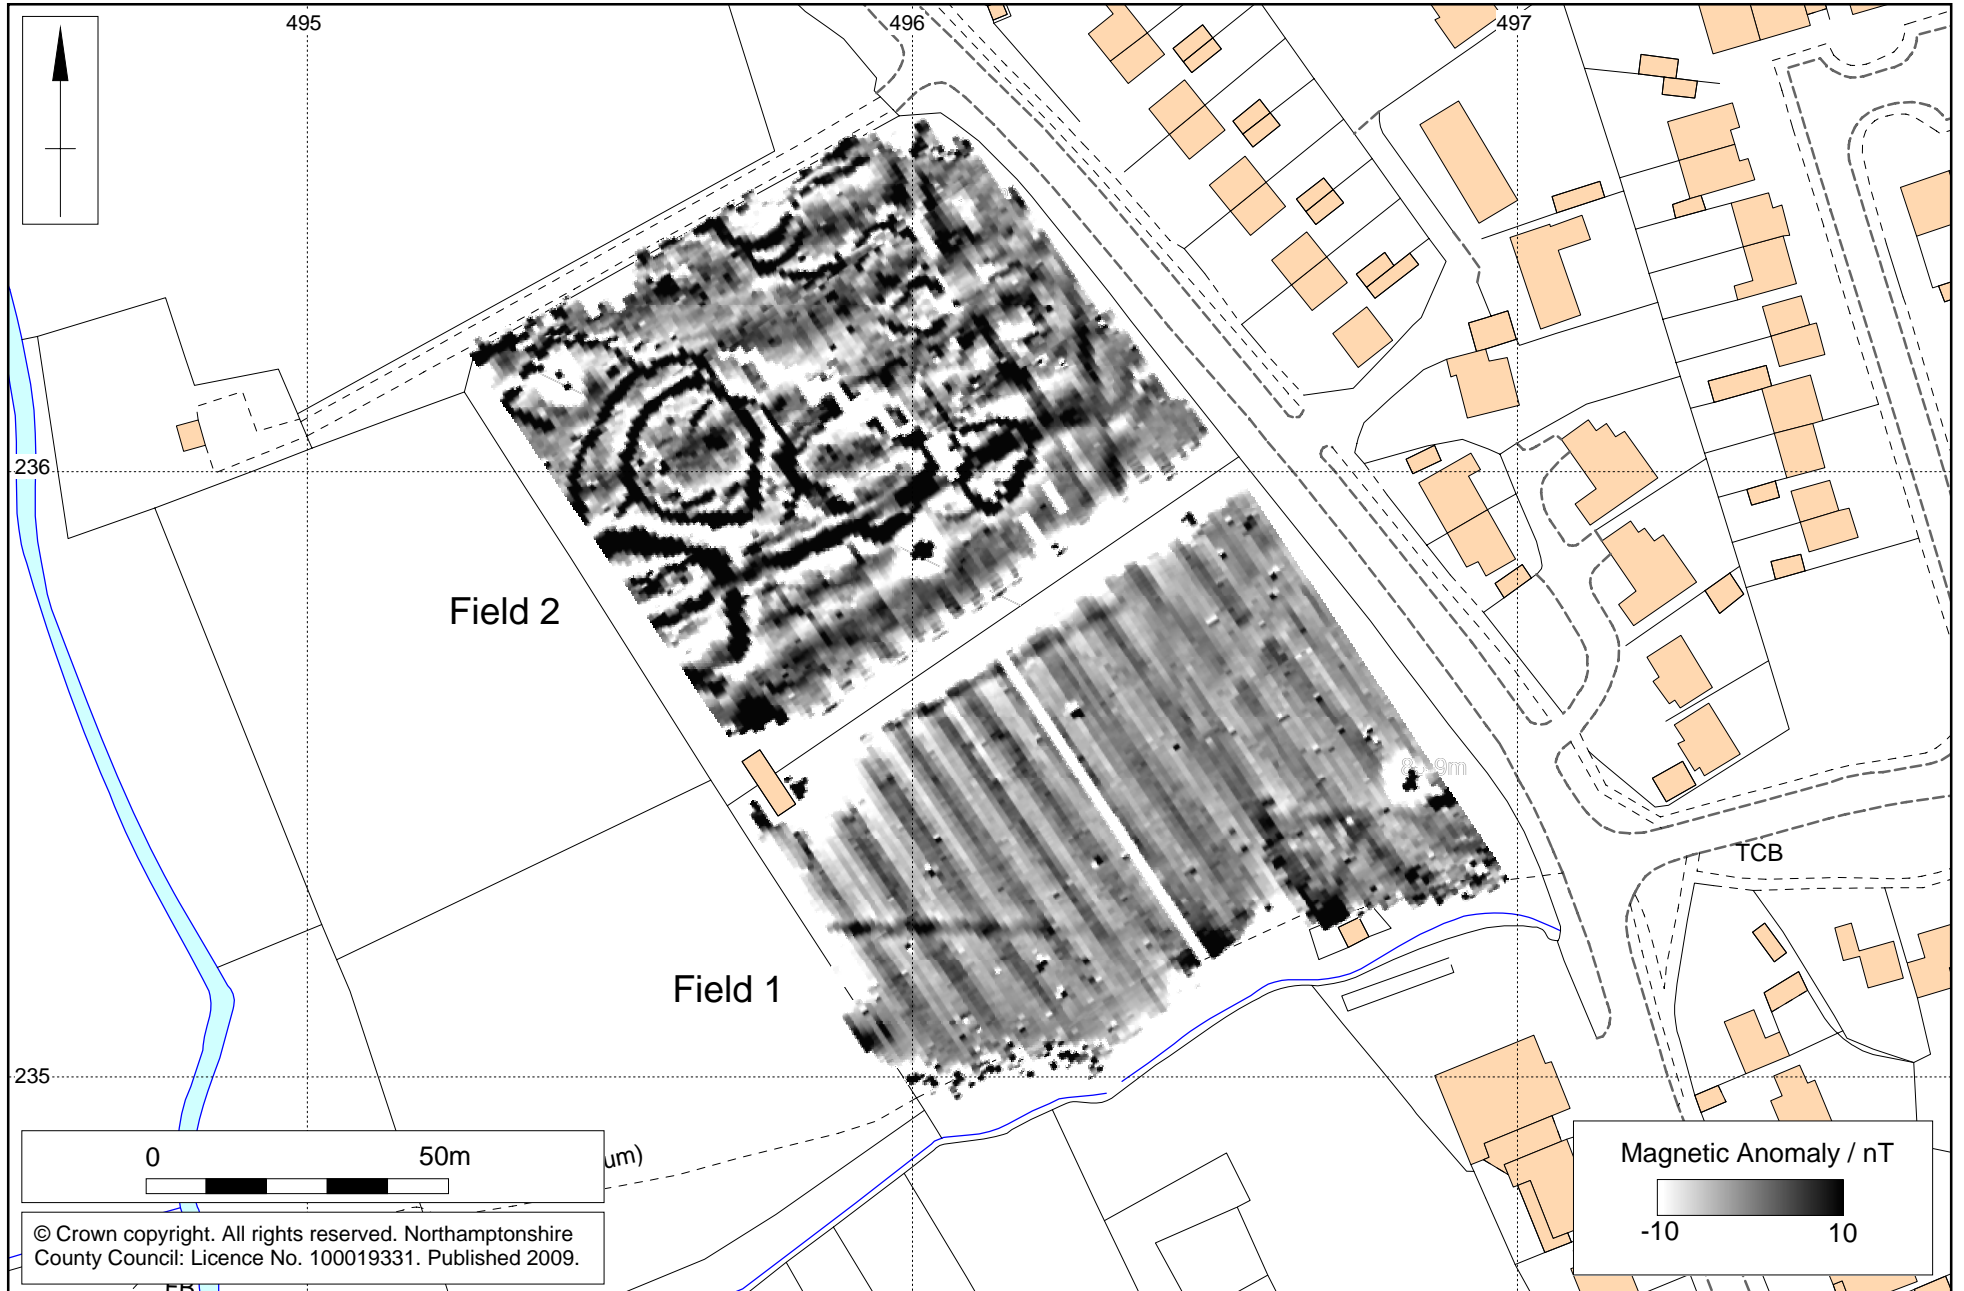 495
496
497
236
Field 2
TCB
Field 1
235
0 50m
um)
© Crown copyright. All rights reserved. Northamptonshire
County Council: Licence No. 100019331. Published 2009.
Magnetic Anomaly / nT
-10 10